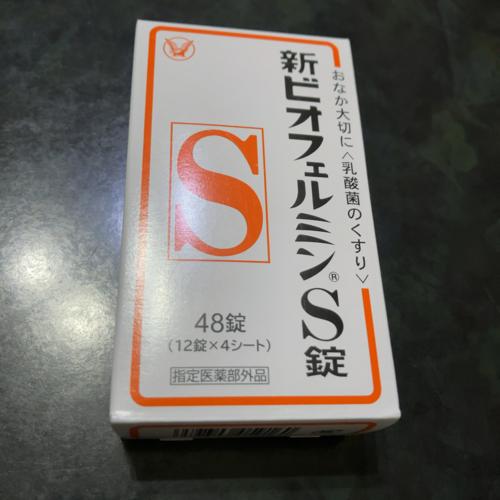 おなか大切に〈乳酸菌のくすり〉
新ビオフェルミン®S錠
S
48錠
(12錠×4シート)
指定医薬部外品